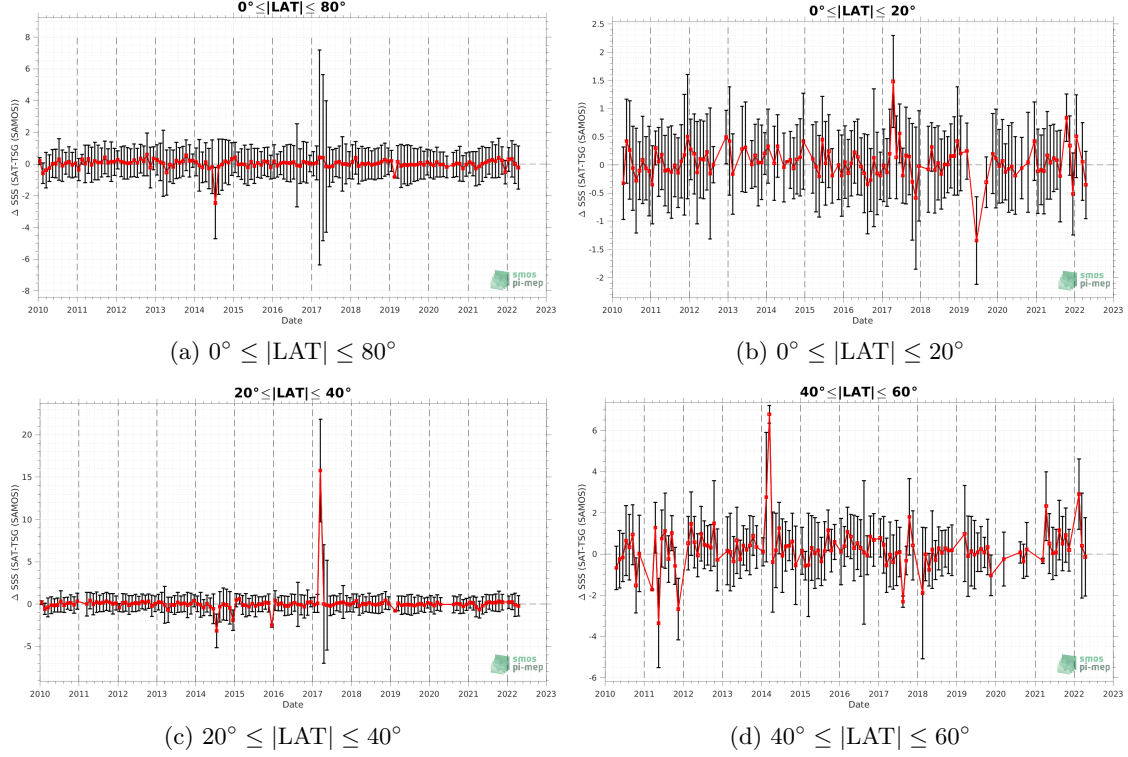 0°≤|LAT|≤ 80°
Δ SSS (SAT-TSG (SAMOS))
8
6
4
2
0
-2
-4
-6
-8
2010 2011 2012 2013 2014 2015 2016 2017 2018 2019 2020 2021 2022 2023
Date
smos
pi-mep
(a) 0° ≤ |LAT| ≤ 80°
0°≤|LAT|≤ 20°
Δ SSS (SAT-TSG (SAMOS))
2.5
2
1.5
1
0.5
0
-0.5
-1
-1.5
-2
2010 2011 2012 2013 2014 2015 2016 2017 2018 2019 2020 2021 2022 2023
Date
smos
pi-mep
(b) 0° ≤ |LAT| ≤ 20°
20°≤|LAT|≤ 40°
Δ SSS (SAT-TSG (SAMOS))
20
15
10
5
0
-5
2010 2011 2012 2013 2014 2015 2016 2017 2018 2019 2020 2021 2022 2023
Date
smos
pi-mep
(c) 20° ≤ |LAT| ≤ 40°
40°≤|LAT|≤ 60°
Δ SSS (SAT-TSG (SAMOS))
6
4
2
0
-2
-4
-6
2010 2011 2012 2013 2014 2015 2016 2017 2018 2019 2020 2021 2022 2023
Date
smos
pi-mep
(d) 40° ≤ |LAT| ≤ 60°